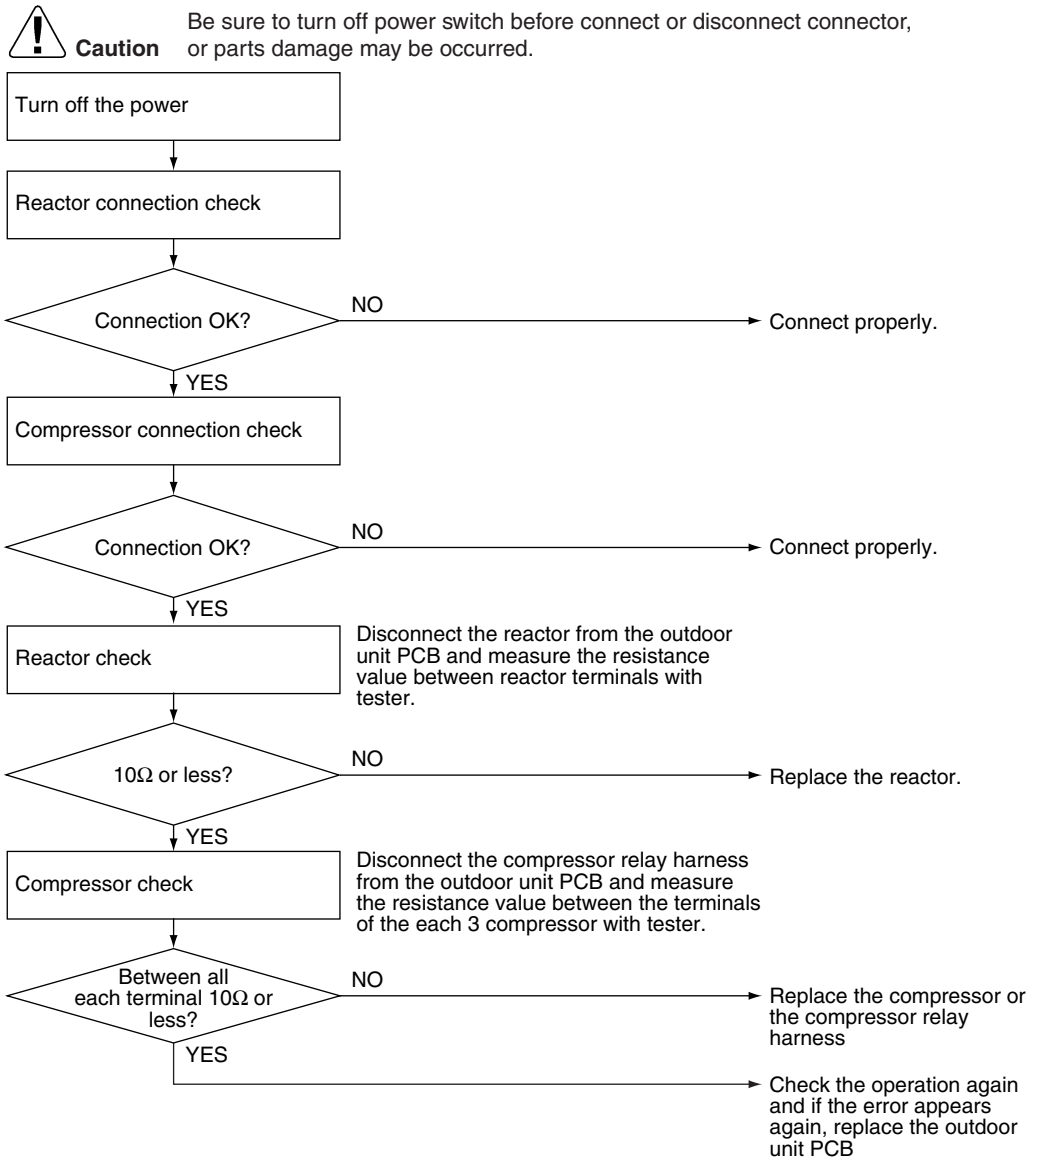 Be sure to turn off power switch before connect or disconnect connector,
Caution or parts damage may be occurred.
Turn off the power
Reactor connection check
Connection OK?
NO
Connect properly.
YES
Compressor connection check
Connection OK?
NO
Connect properly.
YES
Reactor check
Disconnect the reactor from the outdoor
unit PCB and measure the resistance
value between reactor terminals with
tester.
10Ω or less?
NO
Replace the reactor.
YES
Compressor check
Disconnect the compressor relay harness
from the outdoor unit PCB and measure
the resistance value between the terminals
of the each 3 compressor with tester.
Between all
each terminal 10Ω or
less?
NO
Replace the compressor or
the compressor relay
harness
YES
Check the operation again
and if the error appears
again, replace the outdoor
unit PCB